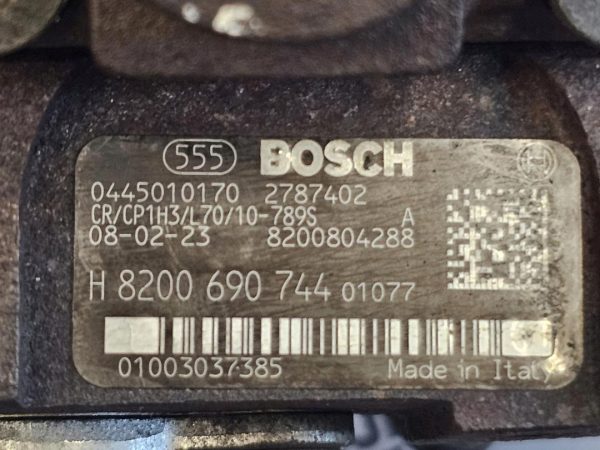 555 BOSCH
0445010170 2787402
CR/CP1H3/L70/10-789S A
08-02-23 8200804288
H 8200 690 744 01077
01003037385 Made in Italy